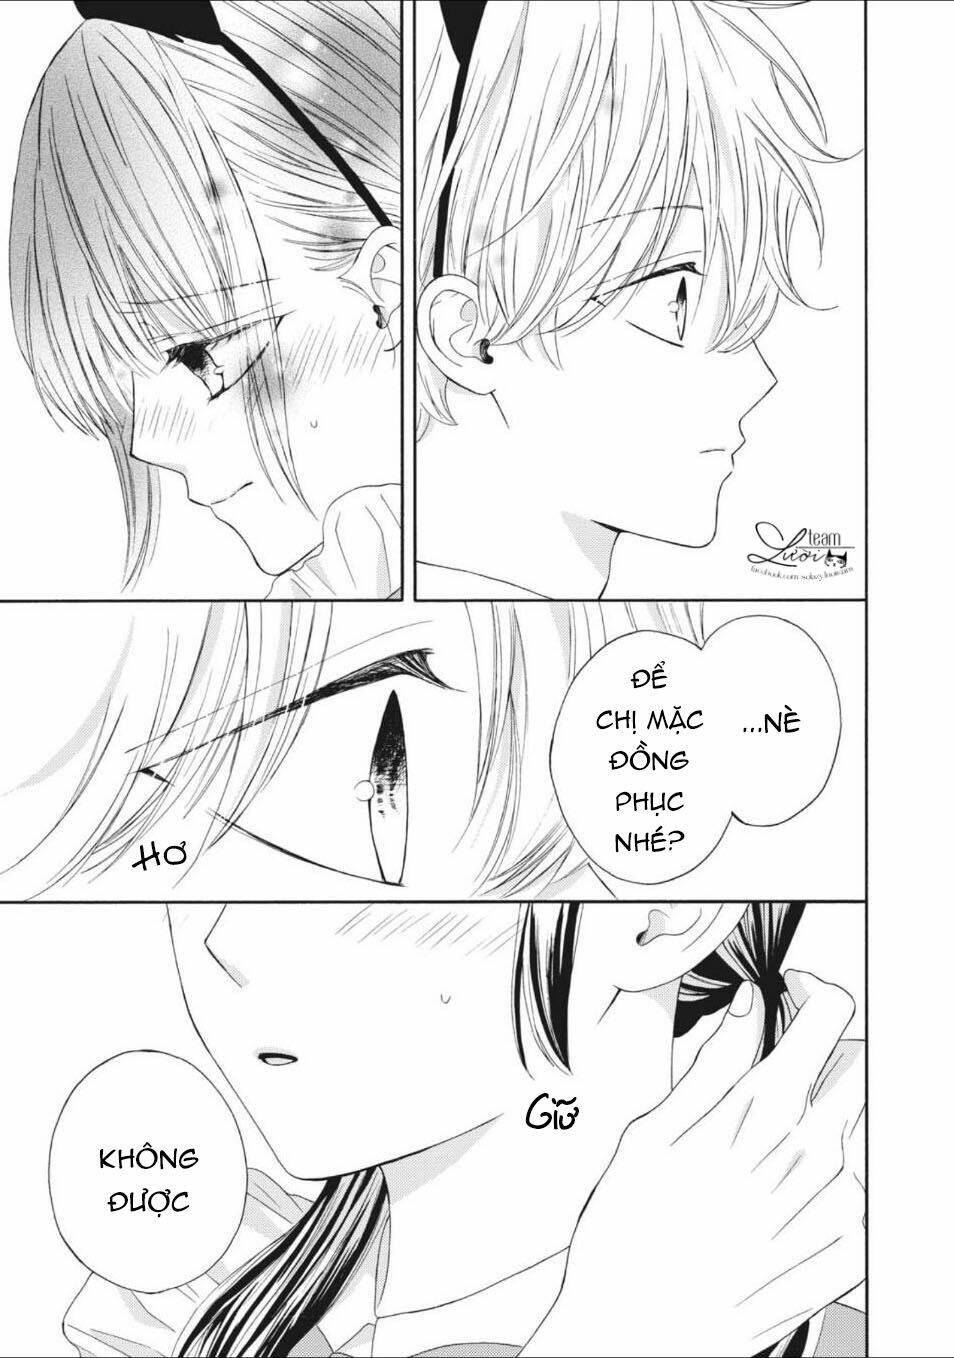 team
Lười
...NÈ
ĐỂ
CHỊ MẶC
ĐỒNG
PHỤC
NHÉ?
HƠ
GIỮ
KHÔNG
ĐƯỢC